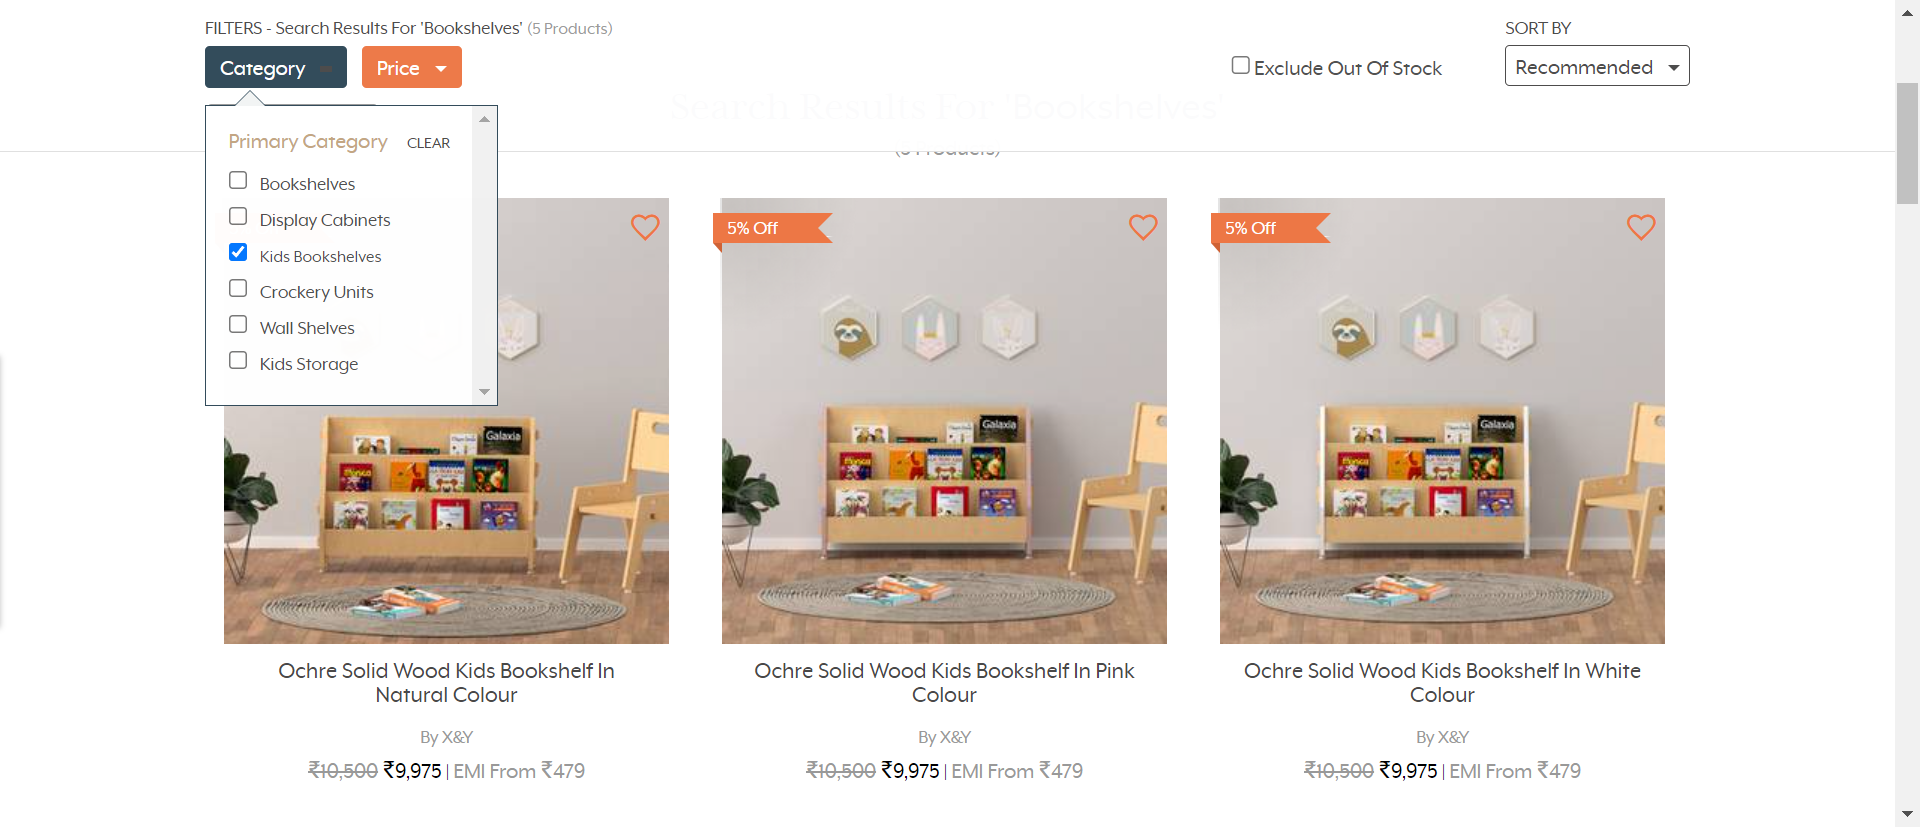 FILTERS - Search Results For 'Bookshelves' (5 Products)
SORT BY
Category
Price
Exclude Out Of Stock
Recommended
Search Results For 'Bookshelves'
(5 Products)
Primary Category CLEAR
Bookshelves
Display Cabinets
Kids Bookshelves
Crockery Units
Wall Shelves
Kids Storage
5% Off
5% Off
Galaxia
Galaxia
Galaxia
Ochre Solid Wood Kids Bookshelf In
Natural Colour
By X&Y
₹10,500 ₹9,975 | EMI From ₹479
Ochre Solid Wood Kids Bookshelf In Pink
Colour
By X&Y
₹10,500 ₹9,975 | EMI From ₹479
Ochre Solid Wood Kids Bookshelf In White
Colour
By X&Y
₹10,500 ₹9,975 | EMI From ₹479